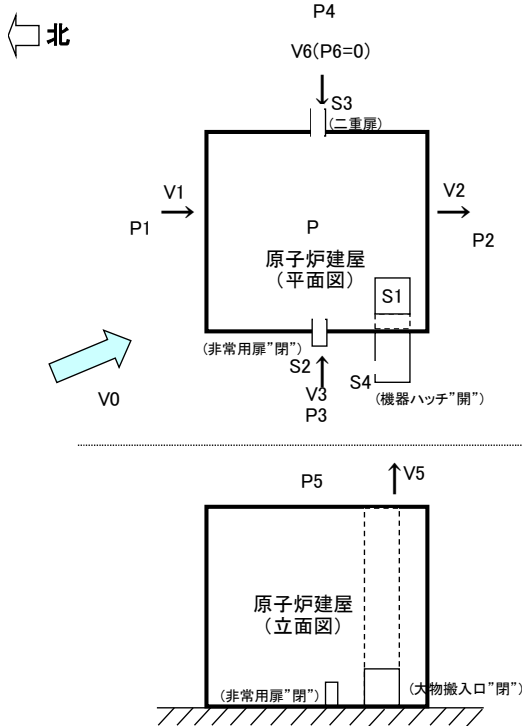 P4
北
V6(P6=0)
S3
(二重扉)
V1
V2
P1
P
P2
原子炉建屋
(平面図)
S1
(非常用扉"閉")
S2
S4
V0
V3
(機器ハッチ"開")
P3
P5
V5
原子炉建屋
(立面図)
(非常用扉"閉")
(大物搬入口"閉")